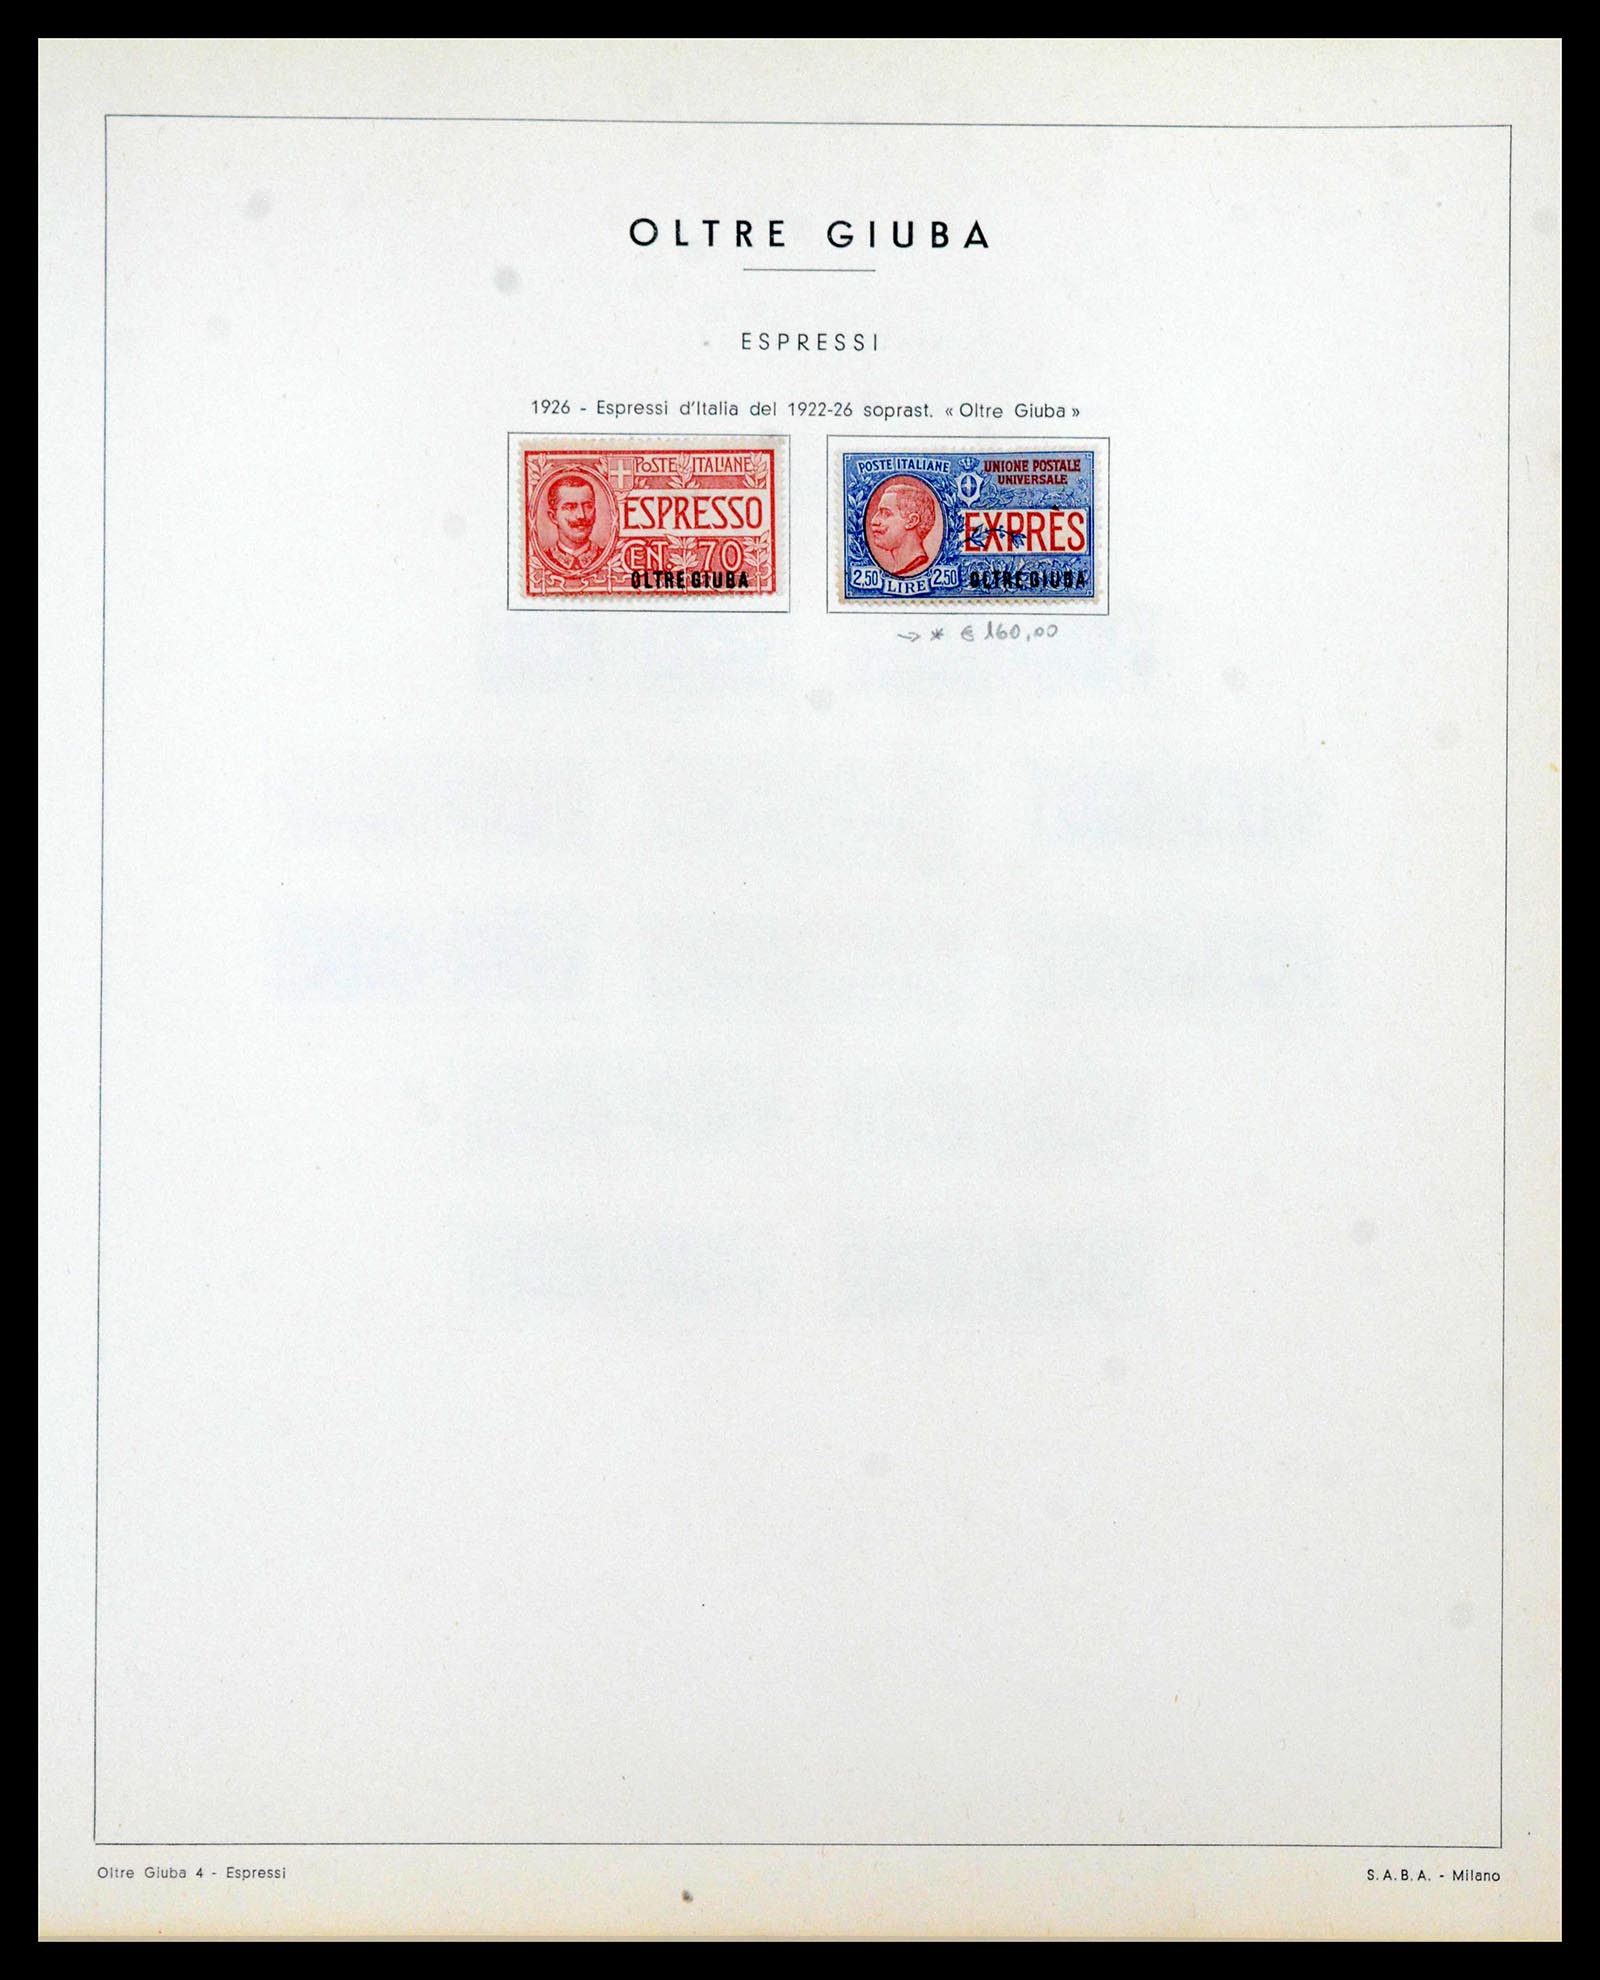 OLTRE GIUBA
ESPRESSI
1926 - Espressi d'Italia del 1922-26 soprast. « Oltre Giuba »
POSTE ITALIANE
ESPRESSO
CENT. 70
OLTRE GIUBA
POSTE ITALIANE
UNIONE POSTALE
UNIVERSALE
EXPRÈS
2,50 LIRE 2,50
OLTRE GIUBA
→ * € 160,00
Oltre Giuba 4 - Espressi
S. A. B. A. - Milano